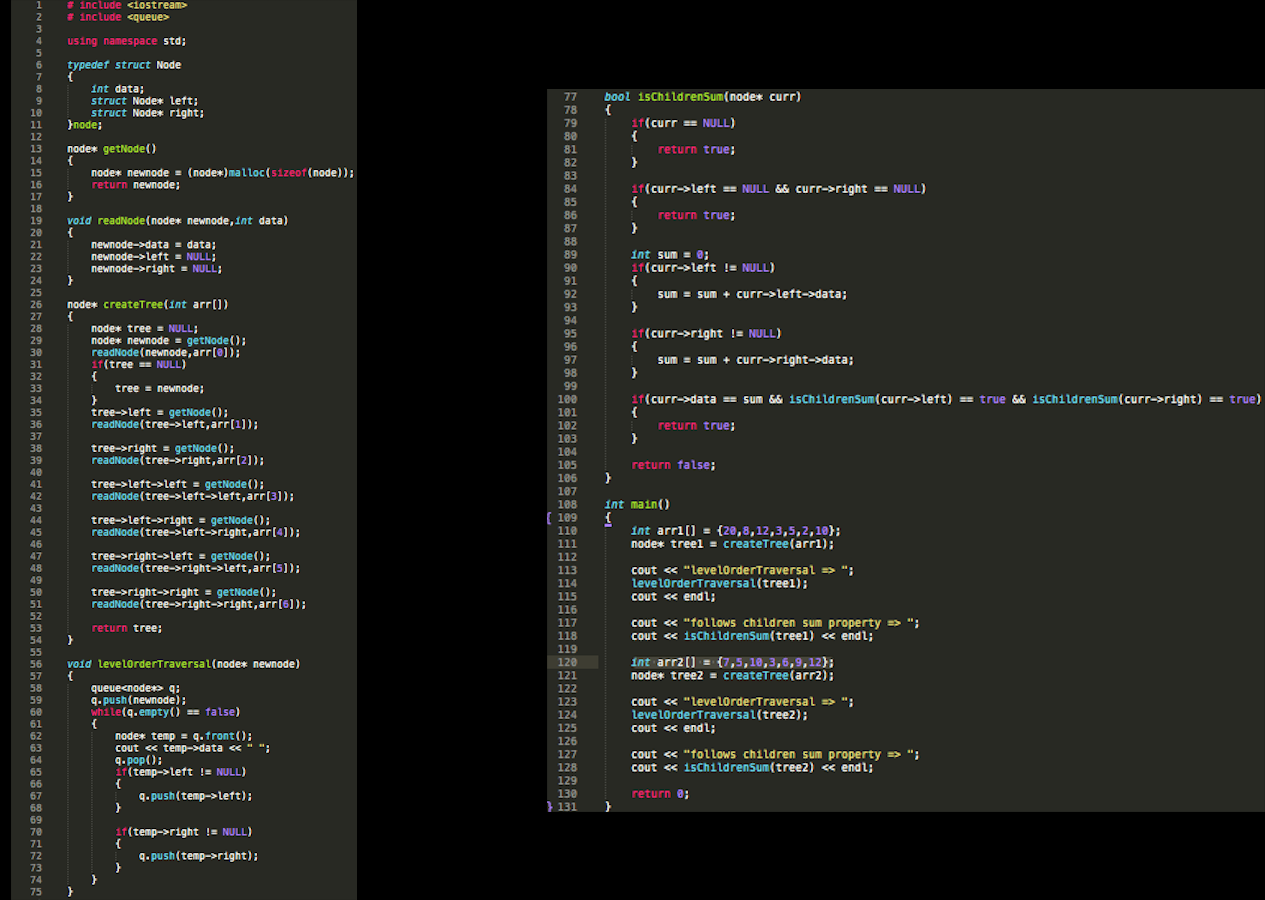 1 # include <iostream>
2 # include <queue>
3
4 using namespace std;
5
6 typedef struct Node
7 {
8 int data;
9 struct Node* left;
10 struct Node* right;
11 }node;
12
13 node* getNode()
14 {
15 node* newnode = (node*)malloc(sizeof(node));
16 return newnode;
17 }
18
19 void readNode(node* newnode,int data)
20 {
21 newnode->data = data;
22 newnode->left = NULL;
23 newnode->right = NULL;
24 }
25
26 node* createTree(int arr[])
27 {
28 node* tree = NULL;
29 node* newnode = getNode();
30 readNode(newnode,arr[0]);
31 if(tree == NULL)
32 {
33 tree = newnode;
34 }
35 tree->left = getNode();
36 readNode(tree->left,arr[1]);
37
38 tree->right = getNode();
39 readNode(tree->right,arr[2]);
40
41 tree->left->left = getNode();
42 readNode(tree->left->left,arr[3]);
43
44 tree->left->right = getNode();
45 readNode(tree->left->right,arr[4]);
46
47 tree->right->left = getNode();
48 readNode(tree->right->left,arr[5]);
49
50 tree->right->right = getNode();
51 readNode(tree->right->right,arr[6]);
52
53 return tree;
54 }
55
56 void levelOrderTraversal(node* newnode)
57 {
58 queue<node*> q;
59 q.push(newnode);
60 while(q.empty() == false)
61 {
62 node* temp = q.front();
63 cout << temp->data << " ";
64 q.pop();
65 if(temp->left != NULL)
66 {
67 q.push(temp->left);
68 }
69
70 if(temp->right != NULL)
71 {
72 q.push(temp->right);
73 }
74 }
75 }
77 bool isChildrenSum(node* curr)
78 {
79 if(curr == NULL)
80 {
81 return true;
82 }
83
84 if(curr->left == NULL && curr->right == NULL)
85 {
86 return true;
87 }
88
89 int sum = 0;
90 if(curr->left != NULL)
91 {
92 sum = sum + curr->left->data;
93 }
94
95 if(curr->right != NULL)
96 {
97 sum = sum + curr->right->data;
98 }
99
100 if(curr->data == sum && isChildrenSum(curr->left) == true && isChildrenSum(curr->right) == true)
101 {
102 return true;
103 }
104
105 return false;
106 }
107
108 int main()
{ 109 {
110 int arr1[] = {20,8,12,3,5,2,10};
111 node* tree1 = createTree(arr1);
112
113 cout << "levelOrderTraversal => ";
114 levelOrderTraversal(tree1);
115 cout << endl;
116
117 cout << "follows children sum property => ";
118 cout << isChildrenSum(tree1) << endl;
119
120 int arr2[] = {7,5,10,3,6,9,12};
121 node* tree2 = createTree(arr2);
122
123 cout << "levelOrderTraversal => ";
124 levelOrderTraversal(tree2);
125 cout << endl;
126
127 cout << "follows children sum property => ";
128 cout << isChildrenSum(tree2) << endl;
129
130 return 0;
} 131 }